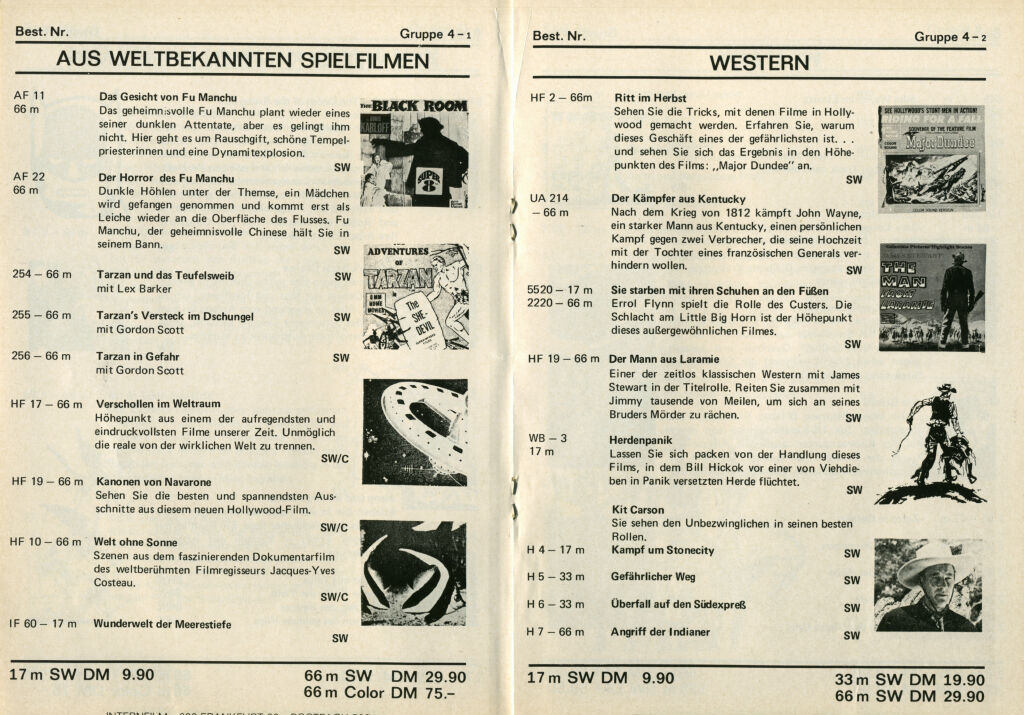 Best. Nr.
Gruppe 4 – 1
AUS WELTBEKANNTEN SPIELFILMEN
AF 11
66 m
Das Gesicht von Fu Manchu
Das geheimnisvolle Fu Manchu plant wieder eines
seiner dunklen Attentate, aber es gelingt ihm
nicht. Hier geht es um Rauschgift, schöne Tempel-
priesterinnen und eine Dynamitexplosion.
SW
AF 22
66 m
Der Horror des Fu Manchu
Dunkle Höhlen unter der Themse, ein Mädchen
wird gefangen genommen und kommt erst als
Leiche wieder an die Oberfläche des Flusses. Fu
Manchu, der geheimnisvolle Chinese hält Sie in
seinem Bann.
SW
254 – 66 m
Tarzan und das Teufelsweib
SW
mit Lex Barker
255 – 66 m
Tarzan's Versteck im Dschungel
SW
mit Gordon Scott
256 – 66 m
Tarzan in Gefahr
SW
mit Gordon Scott
HF 17 – 66 m
Verschollen im Weltraum
Höhepunkt aus einem der aufregendsten und
eindruckvollsten Filme unserer Zeit. Unmöglich
die reale von der wirklichen Welt zu trennen.
SW/C
HF 19 – 66 m
Kanonen von Navarone
Sehen Sie die besten und spannendsten Aus-
schnitte aus diesem neuen Hollywood-Film.
SW/C
HF 10 – 66 m
Welt ohne Sonne
Szenen aus dem faszinierenden Dokumentarfilm
des weltberühmten Filmregisseurs Jacques-Yves
Costeau.
SW/C
IF 60 – 17 m
Wunderwelt der Meerestiefe
SW
THE BLACK ROOM
KARLOFF
SUPER
8
ADVENTURES
OF
TARZAN
The
SHE-
DEVIL
17 m SW DM 9.90
66 m SW DM 29.90
66 m Color DM 75.–
Best. Nr.
Gruppe 4 – 2
WESTERN
HF 2 – 66m
Ritt im Herbst
Sehen Sie die Tricks, mit denen Filme in Holly-
wood gemacht werden. Erfahren Sie, warum
dieses Geschäft eines der gefährlichsten ist. . .
und sehen Sie sich das Ergebnis in den Höhe-
punkten des Films: „Major Dundee" an.
SW
UA 214
– 66 m
Der Kämpfer aus Kentucky
Nach dem Krieg von 1812 kämpft John Wayne,
ein starker Mann aus Kentucky, einen persönlichen
Kampf gegen zwei Verbrecher, die seine Hochzeit
mit der Tochter eines französischen Generals ver-
hindern wollen.
SW
5520 – 17 m
2220 – 66 m
Sie starben mit ihren Schuhen an den Füßen
Errol Flynn spielt die Rolle des Custers. Die
Schlacht am Little Big Horn ist der Höhepunkt
dieses außergewöhnlichen Filmes.
SW
HF 19 – 66 m
Der Mann aus Laramie
Einer der zeitlos klassischen Western mit James
Stewart in der Titelrolle. Reiten Sie zusammen mit
Jimmy tausende von Meilen, um sich an seines
Bruders Mörder zu rächen.
SW
WB – 3
17 m
Herdenpanik
Lassen Sie sich packen von der Handlung dieses
Films, in dem Bill Hickok vor einer von Viehdie-
ben in Panik versetzten Herde flüchtet.
SW
Kit Carson
Sie sehen den Unbezwinglichen in seinen besten
Rollen.
H 4 – 17 m
Kampf um Stonecity
SW
H 5 – 33 m
Gefährlicher Weg
SW
H 6 – 33 m
Überfall auf den Südexpreß
SW
H 7 – 66 m
Angriff der Indianer
SW
SEE HOLLYWOOD'S STUNT MEN IN ACTION!
RIDING FOR A FALL
SOUVENIR OF THE FEATURE FILM
Major Dundee
THE
MAN
FROM
LARAMIE
17 m SW DM 9.90
33 m SW DM 19.90
66 m SW DM 29.90